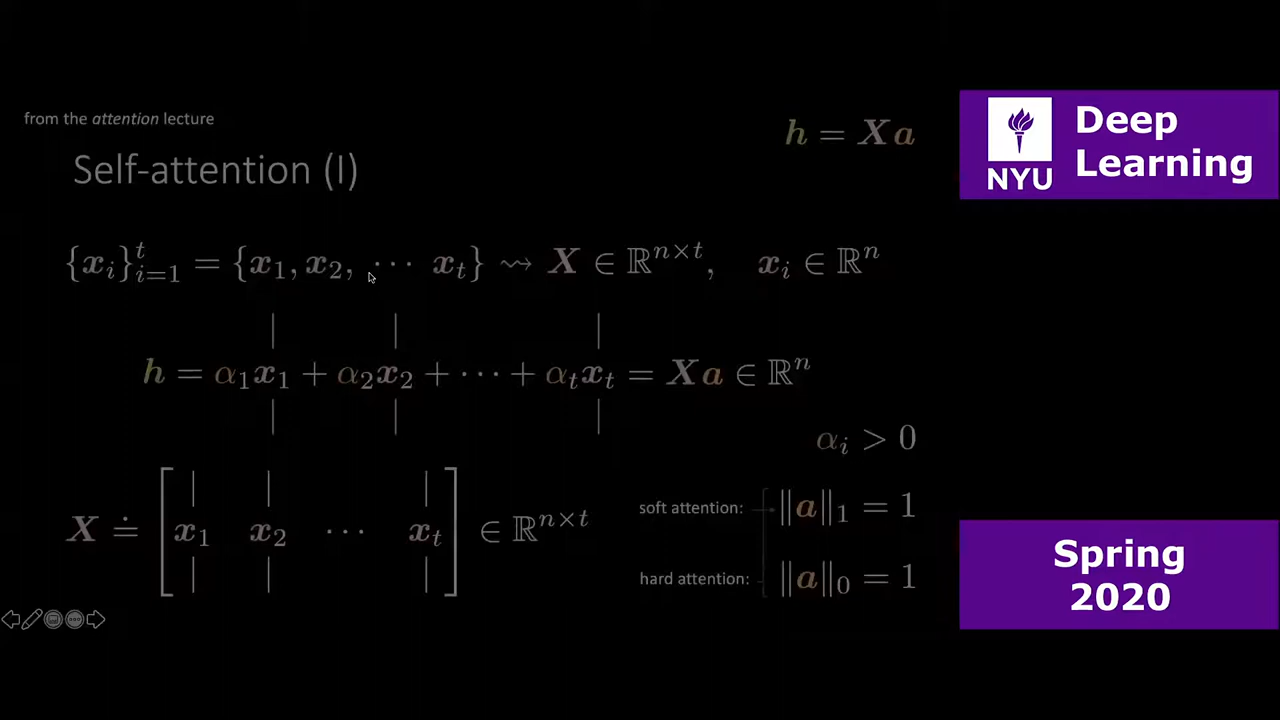 from the attention lecture
h = Xa
Self-attention (I)
{x_i}_{i=1}^t = {x_1, x_2, ⋯ x_t} ⇝ X ∈ ℝ^{n×t}, x_i ∈ ℝ^n
h = α_1x_1 + α_2x_2 + ⋯ + α_tx_t = Xa ∈ ℝ^n
α_i > 0
X ≐ [x_1 x_2 ⋯ x_t] ∈ ℝ^{n×t}
soft attention: ‖a‖_1 = 1
hard attention: ‖a‖_0 = 1
NYU
Deep
Learning
Spring
2020